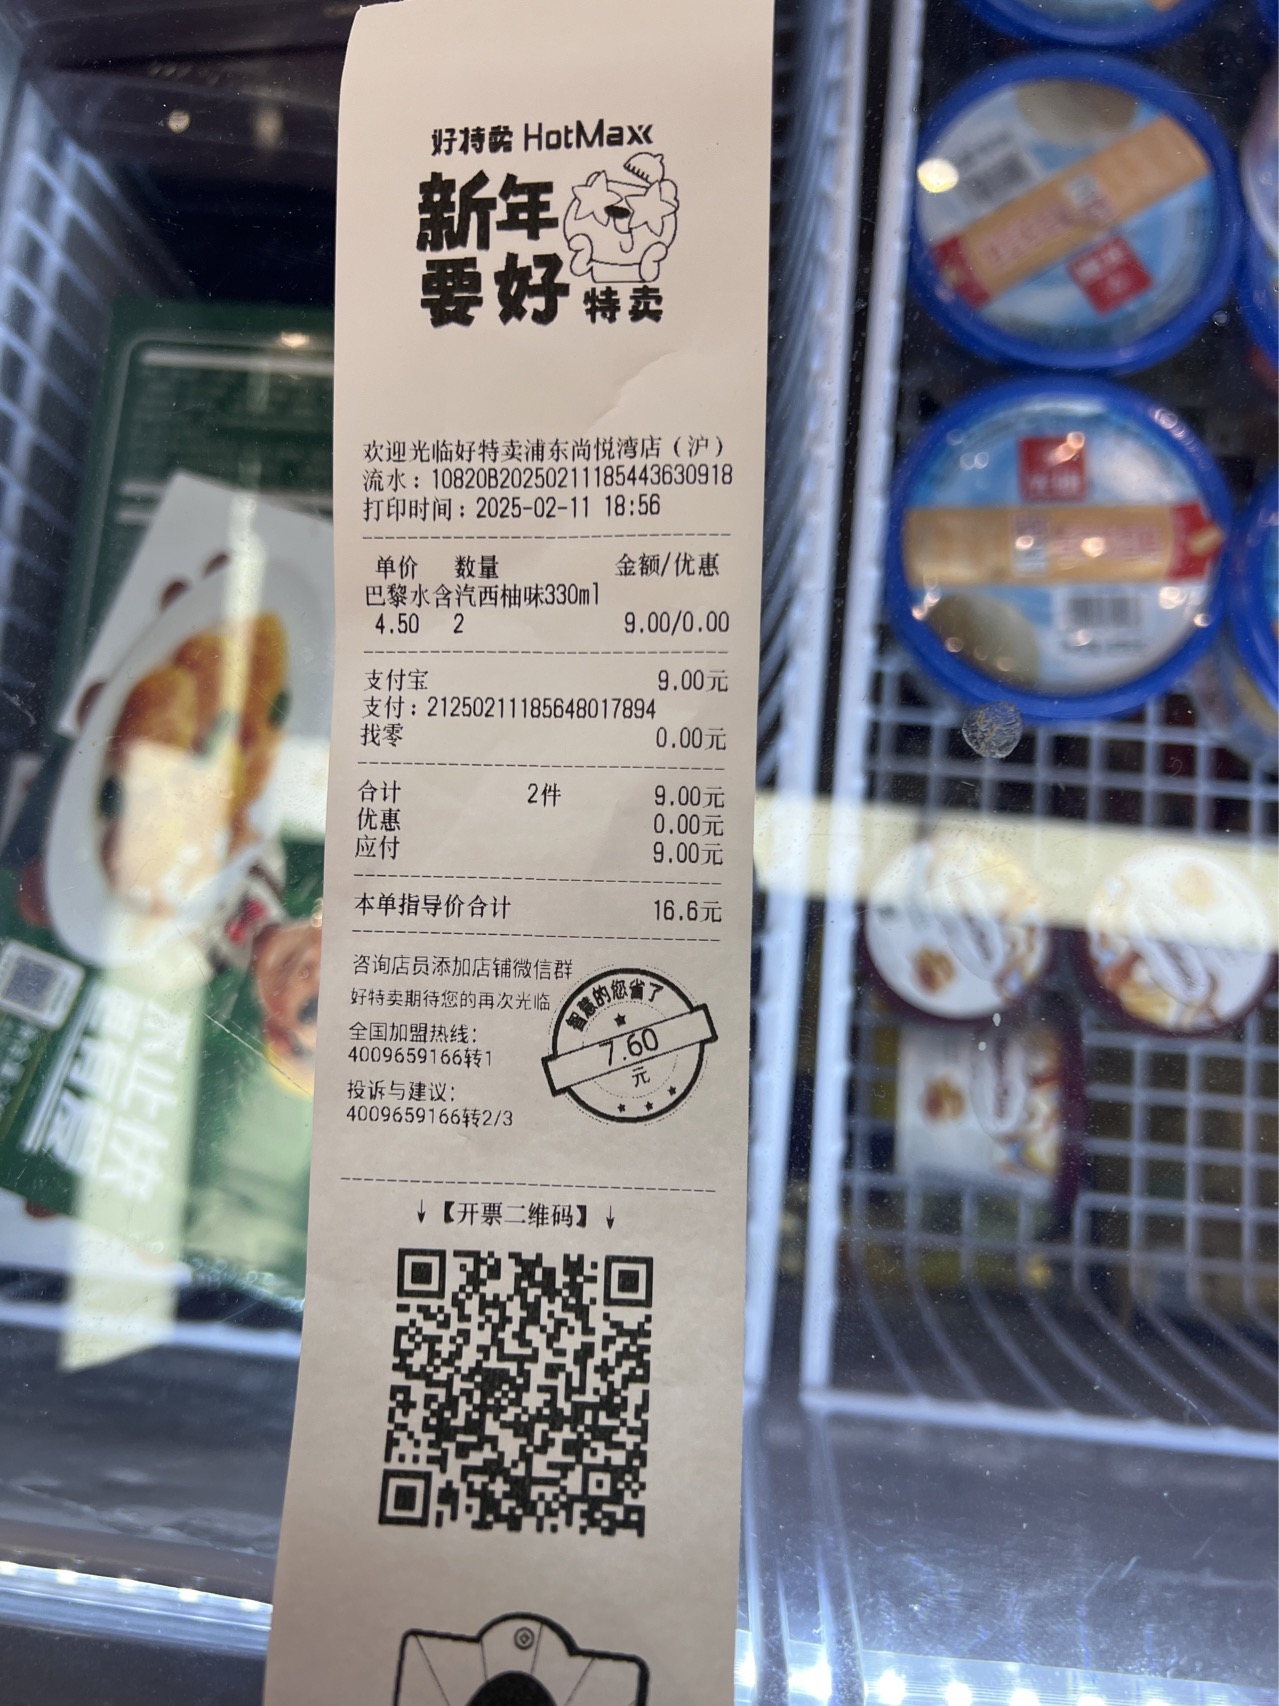 好特卖 HotMaxx
新年
要好特卖
欢迎光临好特卖浦东尚悦湾店（沪）
流水：10820B202502111854436309​18
打印时间：2025-02-11 18:56
单价 数量 金额/优惠
巴黎水含汽西柚味330ml
4.50 2 9.00/0.00
支付宝 9.00元
支付：21250211185648017894
找零 0.00元
合计 2件 9.00元
优惠 0.00元
应付 9.00元
本单指导价合计 16.6元
咨询店员添加店铺微信群
好特卖期待您的再次光临
全国加盟热线：
4009659166转1
投诉与建议：
4009659166转2/3
智慧的您省了
7.60
元
↓【开票二维码】↓